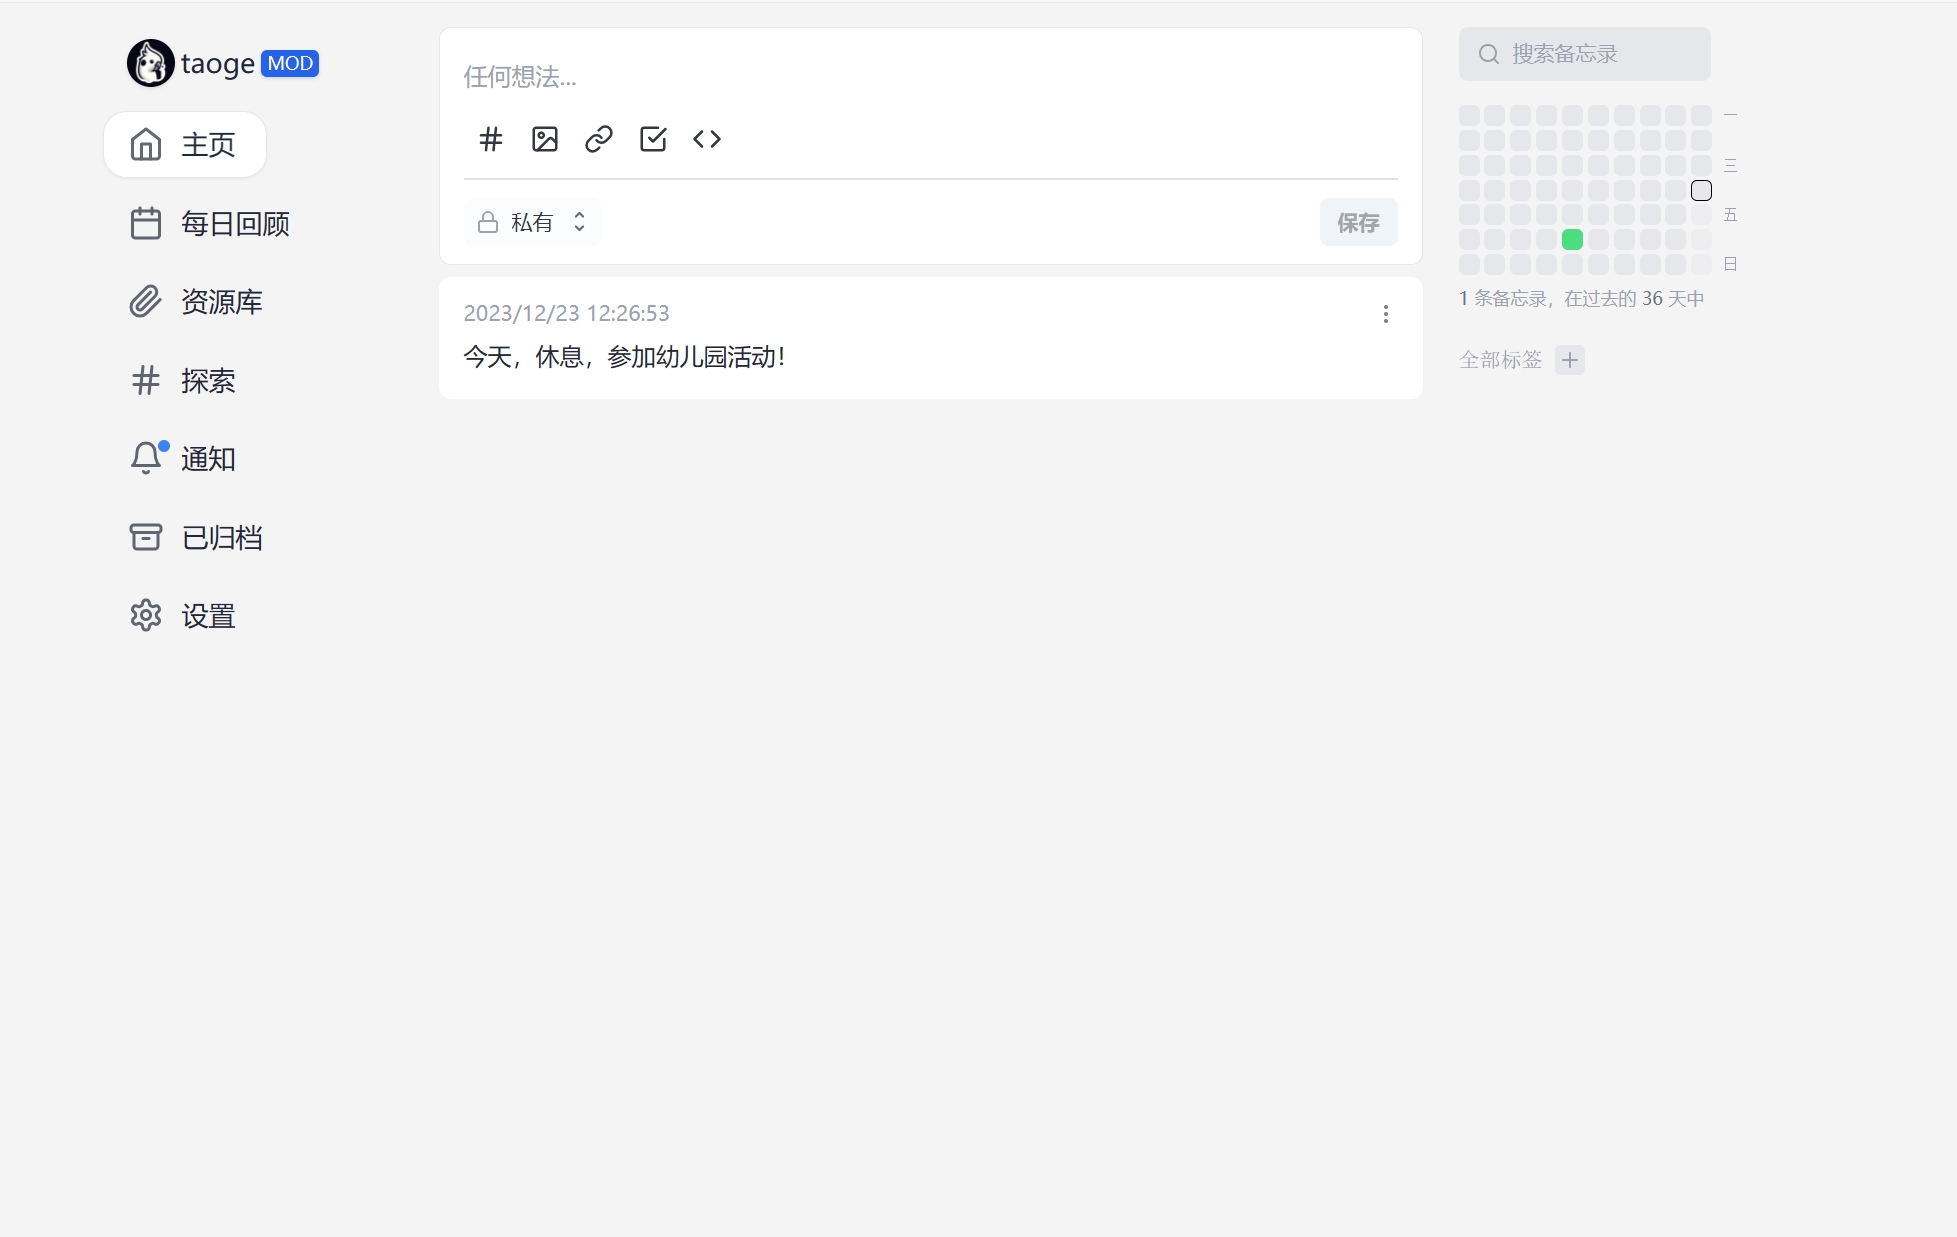 taoge MOD
主页
每日回顾
资源库
探索
通知
已归档
设置
任何想法...
私有
保存
2023/12/23 12:26:53
今天，休息，参加幼儿园活动！
搜索备忘录
一
三
五
日
1 条备忘录，在过去的 36 天中
全部标签